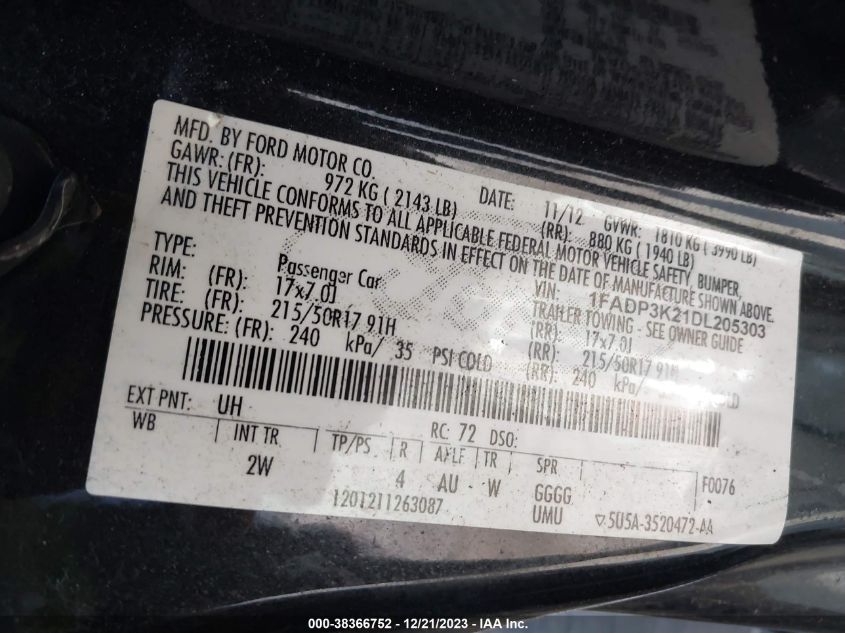 MFD. BY FORD MOTOR CO.
DATE: 11/12 GVWR: 1810 KG ( 3990 LB)
GAWR: (FR): 972 KG ( 2143 LB) (RR): 880 KG ( 1940 LB)
THIS VEHICLE CONFORMS TO ALL APPLICABLE FEDERAL MOTOR VEHICLE SAFETY, BUMPER,
AND THEFT PREVENTION STANDARDS IN EFFECT ON THE DATE OF MANUFACTURE SHOWN ABOVE.
VIN: 1FADP3K21DL205303
TYPE: Passenger Car TRAILER TOWING - SEE OWNER GUIDE
RIM: (FR): 17x7.0J (RR): 17x7.0J
TIRE: (FR): 215/50R17 91H (RR): 215/50R17 91H
PRESSURE: (FR): 240 kPa/ 35 PSI COLD (RR): 240 kPa/
EXT PNT: UH RC: 72 DSO:
WB INT TR TP/PS R AXLE TR SPR F0076
2W 4 AU W GGGG
1201211263087 UMU ▽ 5U5A-3520472-AA
000-38366752 - 12/21/2023 - IAA Inc.